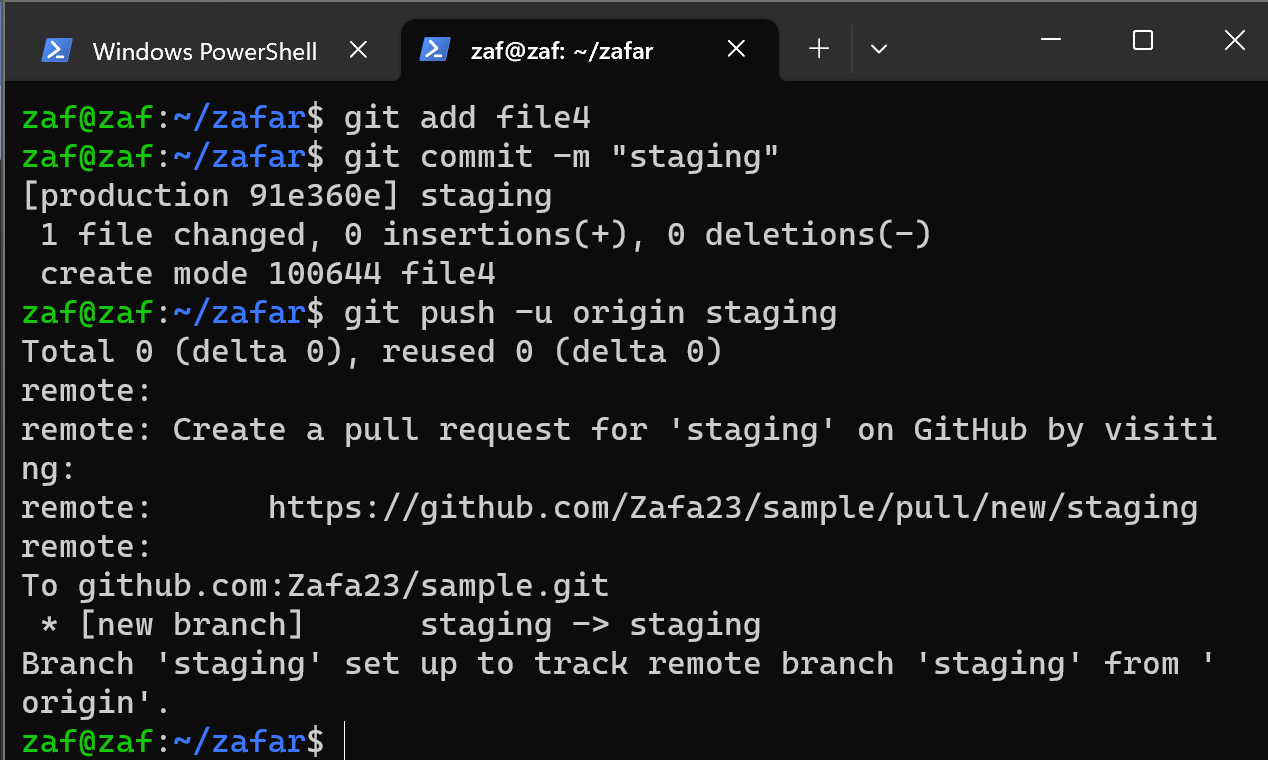 Windows PowerShell
zaf@zaf: ~/zafar
zaf@zaf:~/zafar$ git add file4
zaf@zaf:~/zafar$ git commit -m "staging"
[production 91e360e] staging
 1 file changed, 0 insertions(+), 0 deletions(-)
 create mode 100644 file4
zaf@zaf:~/zafar$ git push -u origin staging
Total 0 (delta 0), reused 0 (delta 0)
remote:
remote: Create a pull request for 'staging' on GitHub by visiti
ng:
remote:      https://github.com/Zafa23/sample/pull/new/staging
remote:
To github.com:Zafa23/sample.git
 * [new branch]      staging -> staging
Branch 'staging' set up to track remote branch 'staging' from '
origin'.
zaf@zaf:~/zafar$